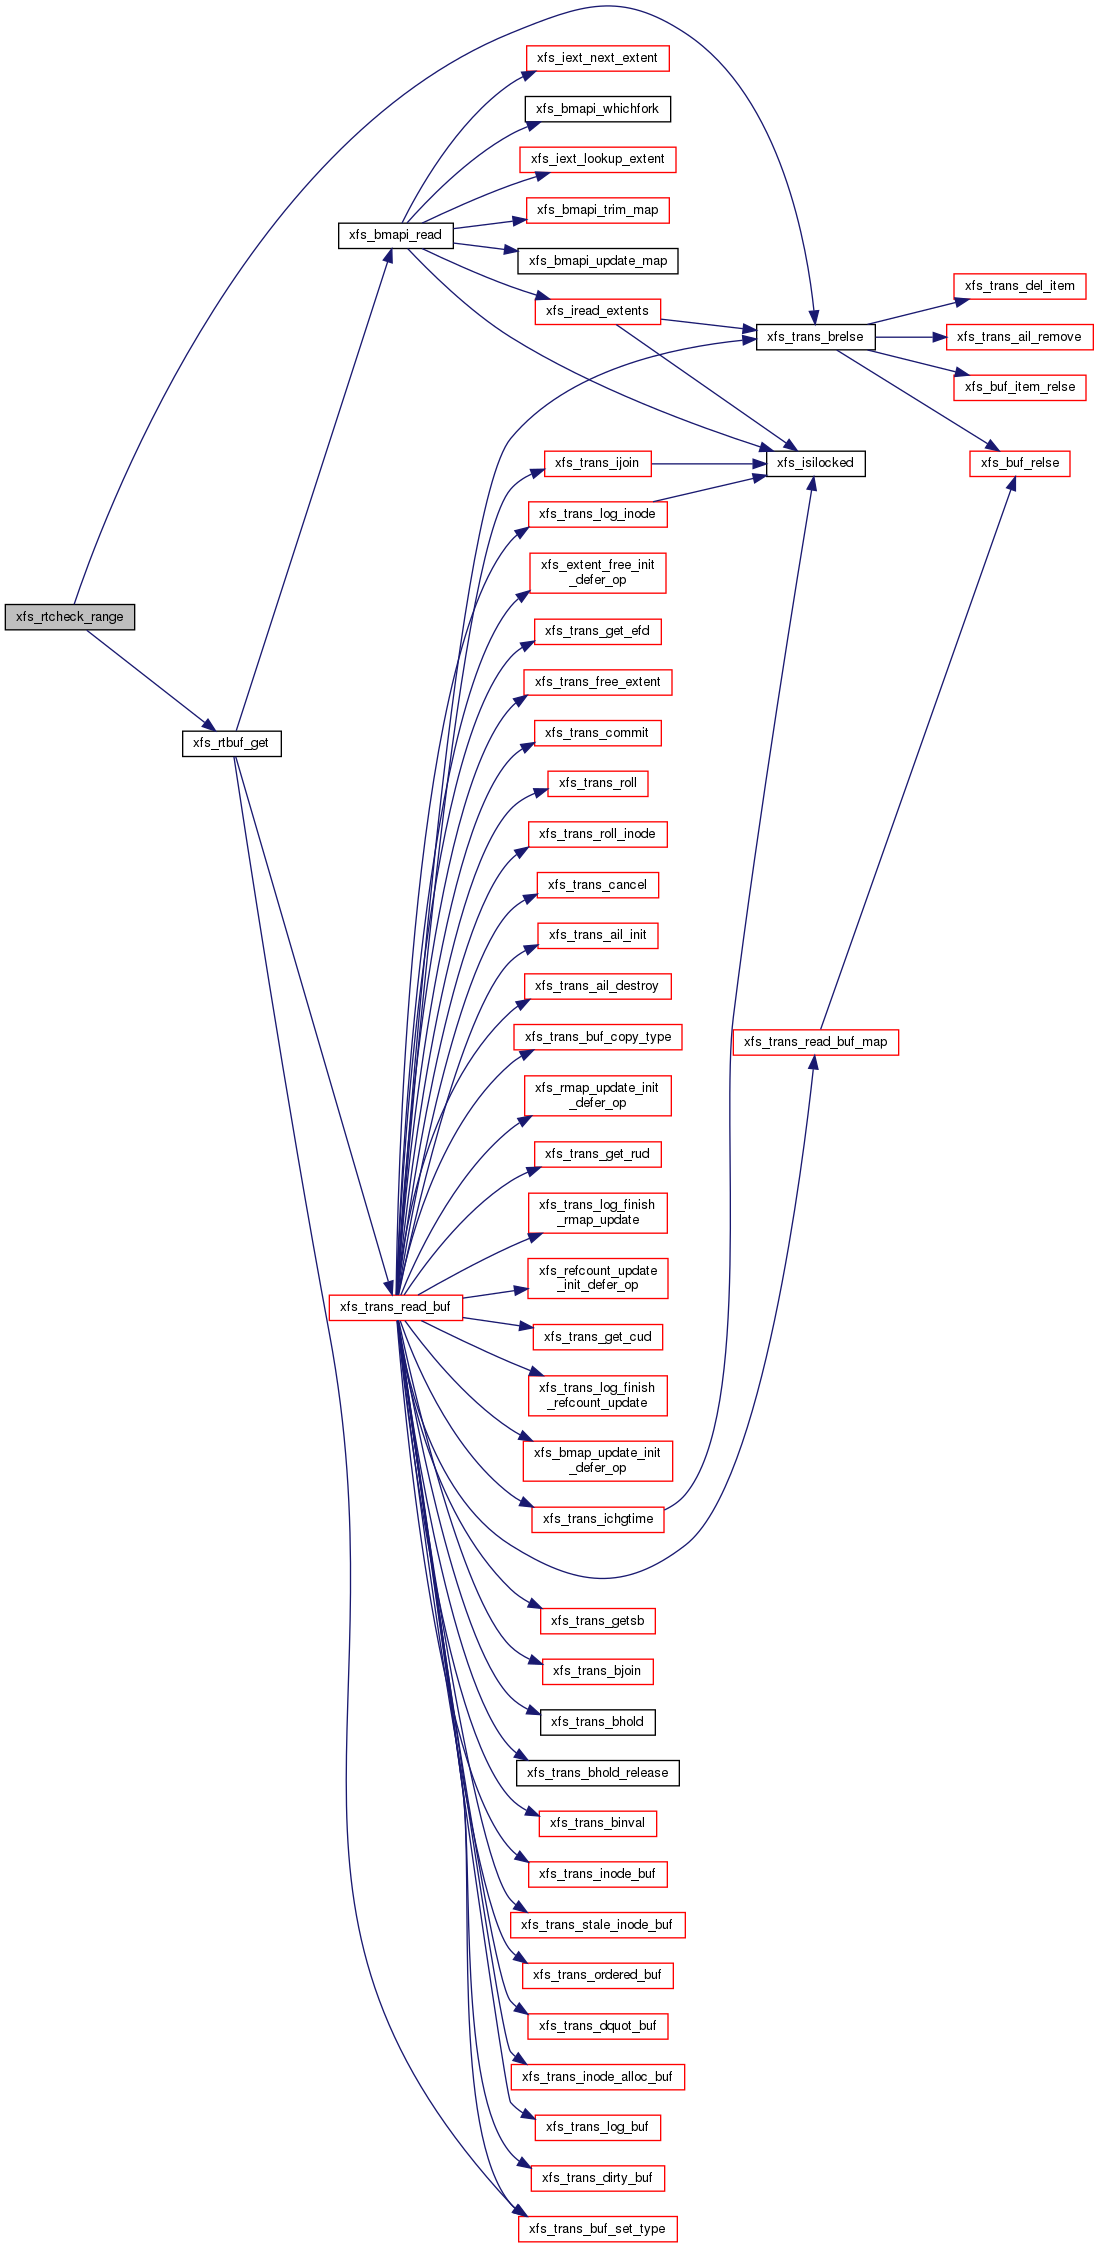 xfs_iext_next_extent
xfs_bmapi_whichfork
xfs_iext_lookup_extent
xfs_bmapi_trim_map
xfs_bmapi_read
xfs_bmapi_update_map
xfs_trans_del_item
xfs_iread_extents
xfs_trans_brelse
xfs_trans_ail_remove
xfs_buf_item_relse
xfs_trans_ijoin
xfs_isilocked
xfs_buf_relse
xfs_trans_log_inode
xfs_extent_free_init
_defer_op
xfs_rtcheck_range
xfs_trans_get_efd
xfs_trans_free_extent
xfs_trans_commit
xfs_rtbuf_get
xfs_trans_roll
xfs_trans_roll_inode
xfs_trans_cancel
xfs_trans_ail_init
xfs_trans_ail_destroy
xfs_trans_buf_copy_type
xfs_trans_read_buf_map
xfs_rmap_update_init
_defer_op
xfs_trans_get_rud
xfs_trans_log_finish
_rmap_update
xfs_refcount_update
_init_defer_op
xfs_trans_read_buf
xfs_trans_get_cud
xfs_trans_log_finish
_refcount_update
xfs_bmap_update_init
_defer_op
xfs_trans_ichgtime
xfs_trans_getsb
xfs_trans_bjoin
xfs_trans_bhold
xfs_trans_bhold_release
xfs_trans_binval
xfs_trans_inode_buf
xfs_trans_stale_inode_buf
xfs_trans_ordered_buf
xfs_trans_dquot_buf
xfs_trans_inode_alloc_buf
xfs_trans_log_buf
xfs_trans_dirty_buf
xfs_trans_buf_set_type